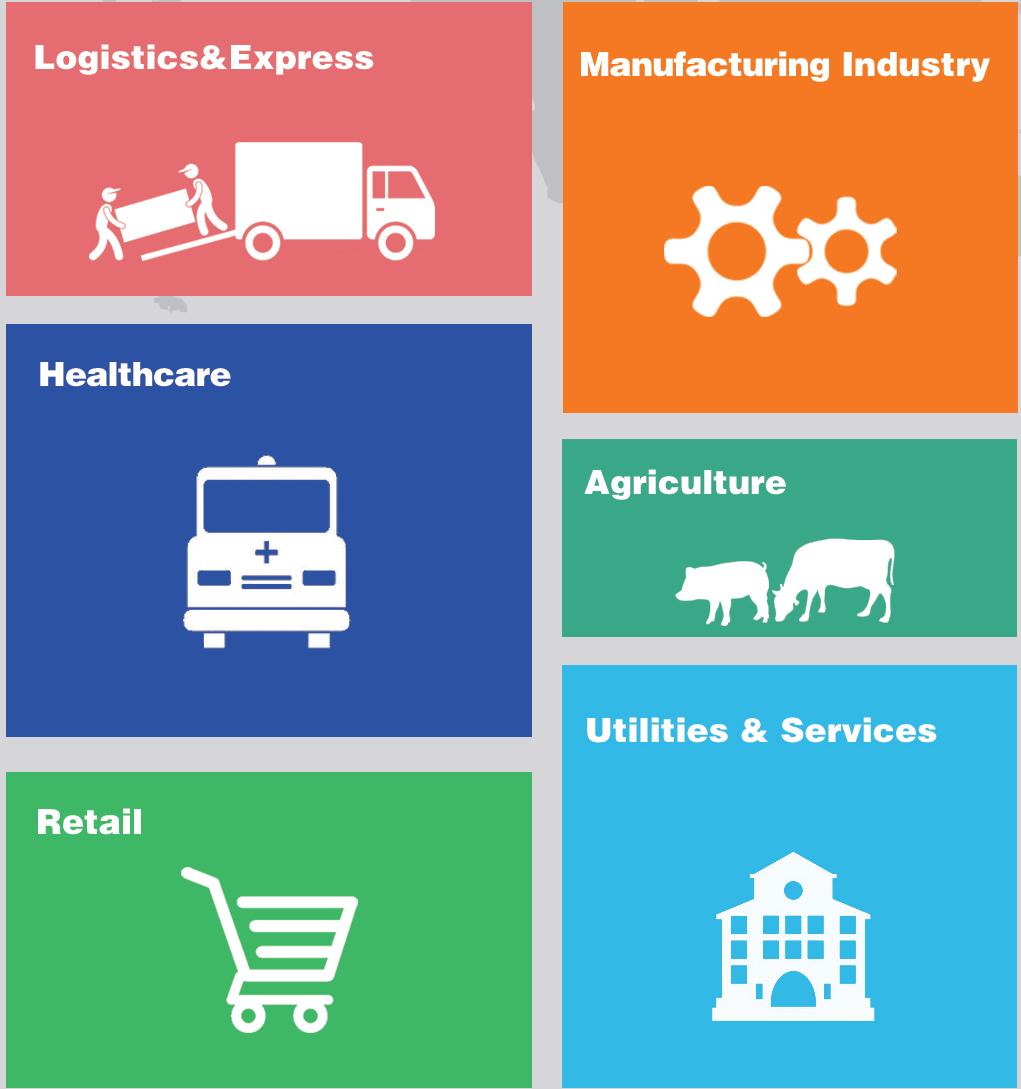 Logistics&Express
Manufacturing Industry
Healthcare
Agriculture
Utilities & Services
Retail